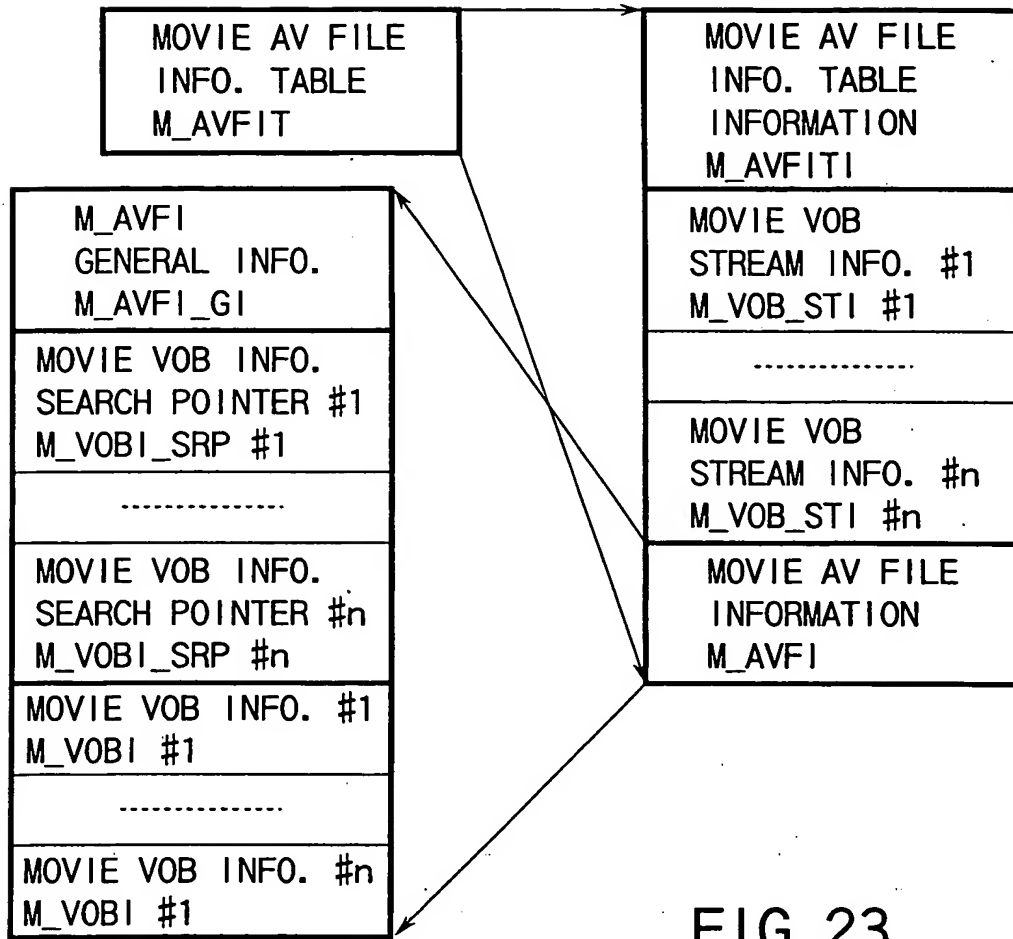 MOVIE AV FILE
INFO. TABLE
M_AVFIT
MOVIE AV FILE
INFO. TABLE
INFORMATION
M_AVFITI
MOVIE VOB
STREAM INFO. #1
M_VOB_STI #1
MOVIE VOB
STREAM INFO. #n
M_VOB_STI #n
MOVIE AV FILE
INFORMATION
M_AVFI
M_AVFI
GENERAL INFO.
M_AVFI_GI
MOVIE VOB INFO.
SEARCH POINTER #1
M_VOBI_SRP #1
MOVIE VOB INFO.
SEARCH POINTER #n
M_VOBI_SRP #n
MOVIE VOB INFO. #1
M_VOBI #1
MOVIE VOB INFO. #n
M_VOBI #1
FIG. 23